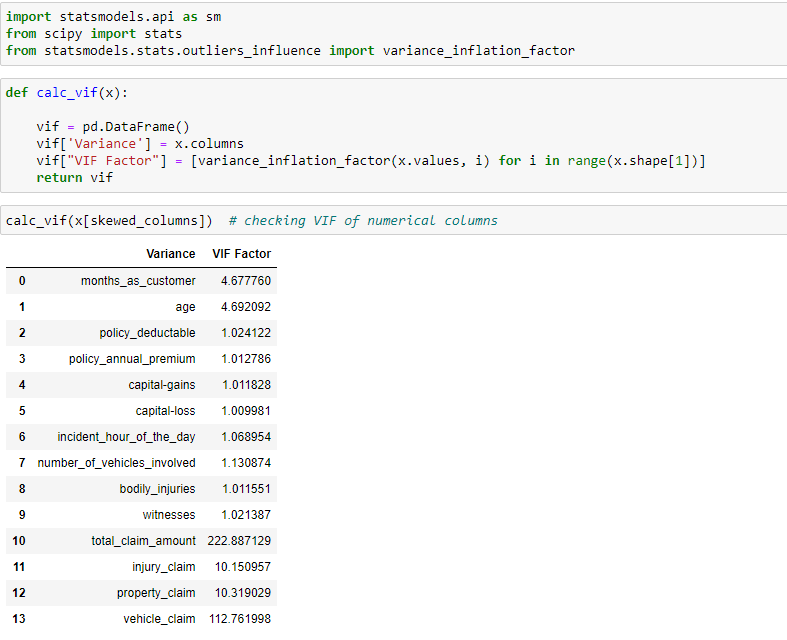 import statsmodels.api as sm
from scipy import stats
from statsmodels.stats.outliers_influence import variance_inflation_factor
def calc_vif(x):
vif = pd.DataFrame()
vif['Variance'] = x.columns
vif["VIF Factor"] = [variance_inflation_factor(x.values, i) for i in range(x.shape[1])]
return vif
calc_vif(x[skewed_columns])  # checking VIF of numerical columns
Variance VIF Factor
0 months_as_customer 4.677760
1 age 4.692092
2 policy_deductable 1.024122
3 policy_annual_premium 1.012786
4 capital-gains 1.011828
5 capital-loss 1.009981
6 incident_hour_of_the_day 1.068954
7 number_of_vehicles_involved 1.130874
8 bodily_injuries 1.011551
9 witnesses 1.021387
10 total_claim_amount 222.887129
11 injury_claim 10.150957
12 property_claim 10.319029
13 vehicle_claim 112.761998